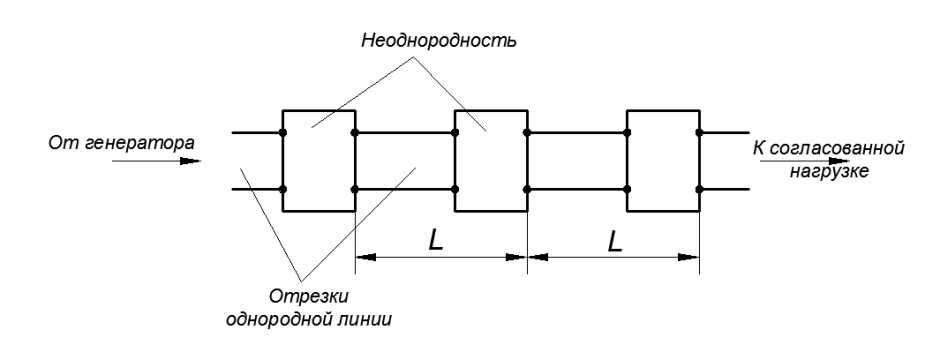 Неоднородность
От генератора
К согласованной
нагрузке
L
L
Отрезки
однородной линии